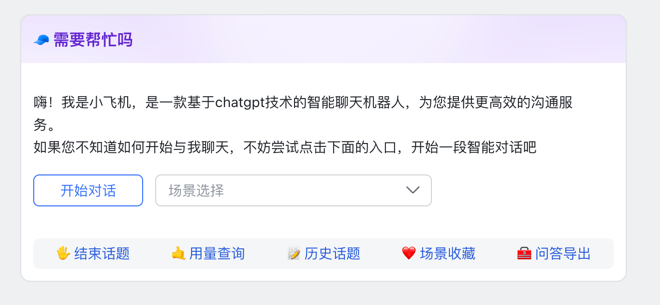 🧢 需要帮忙吗
嗨！我是小飞机，是一款基于chatgpt技术的智能聊天机器人，为您提供更高效的沟通服
务。
如果您不知道如何开始与我聊天，不妨尝试点击下面的入口，开始一段智能对话吧
开始对话 场景选择
🖐 结束话题 🤙 用量查询 📝 历史话题 ❤️ 场景收藏 🧰 问答导出